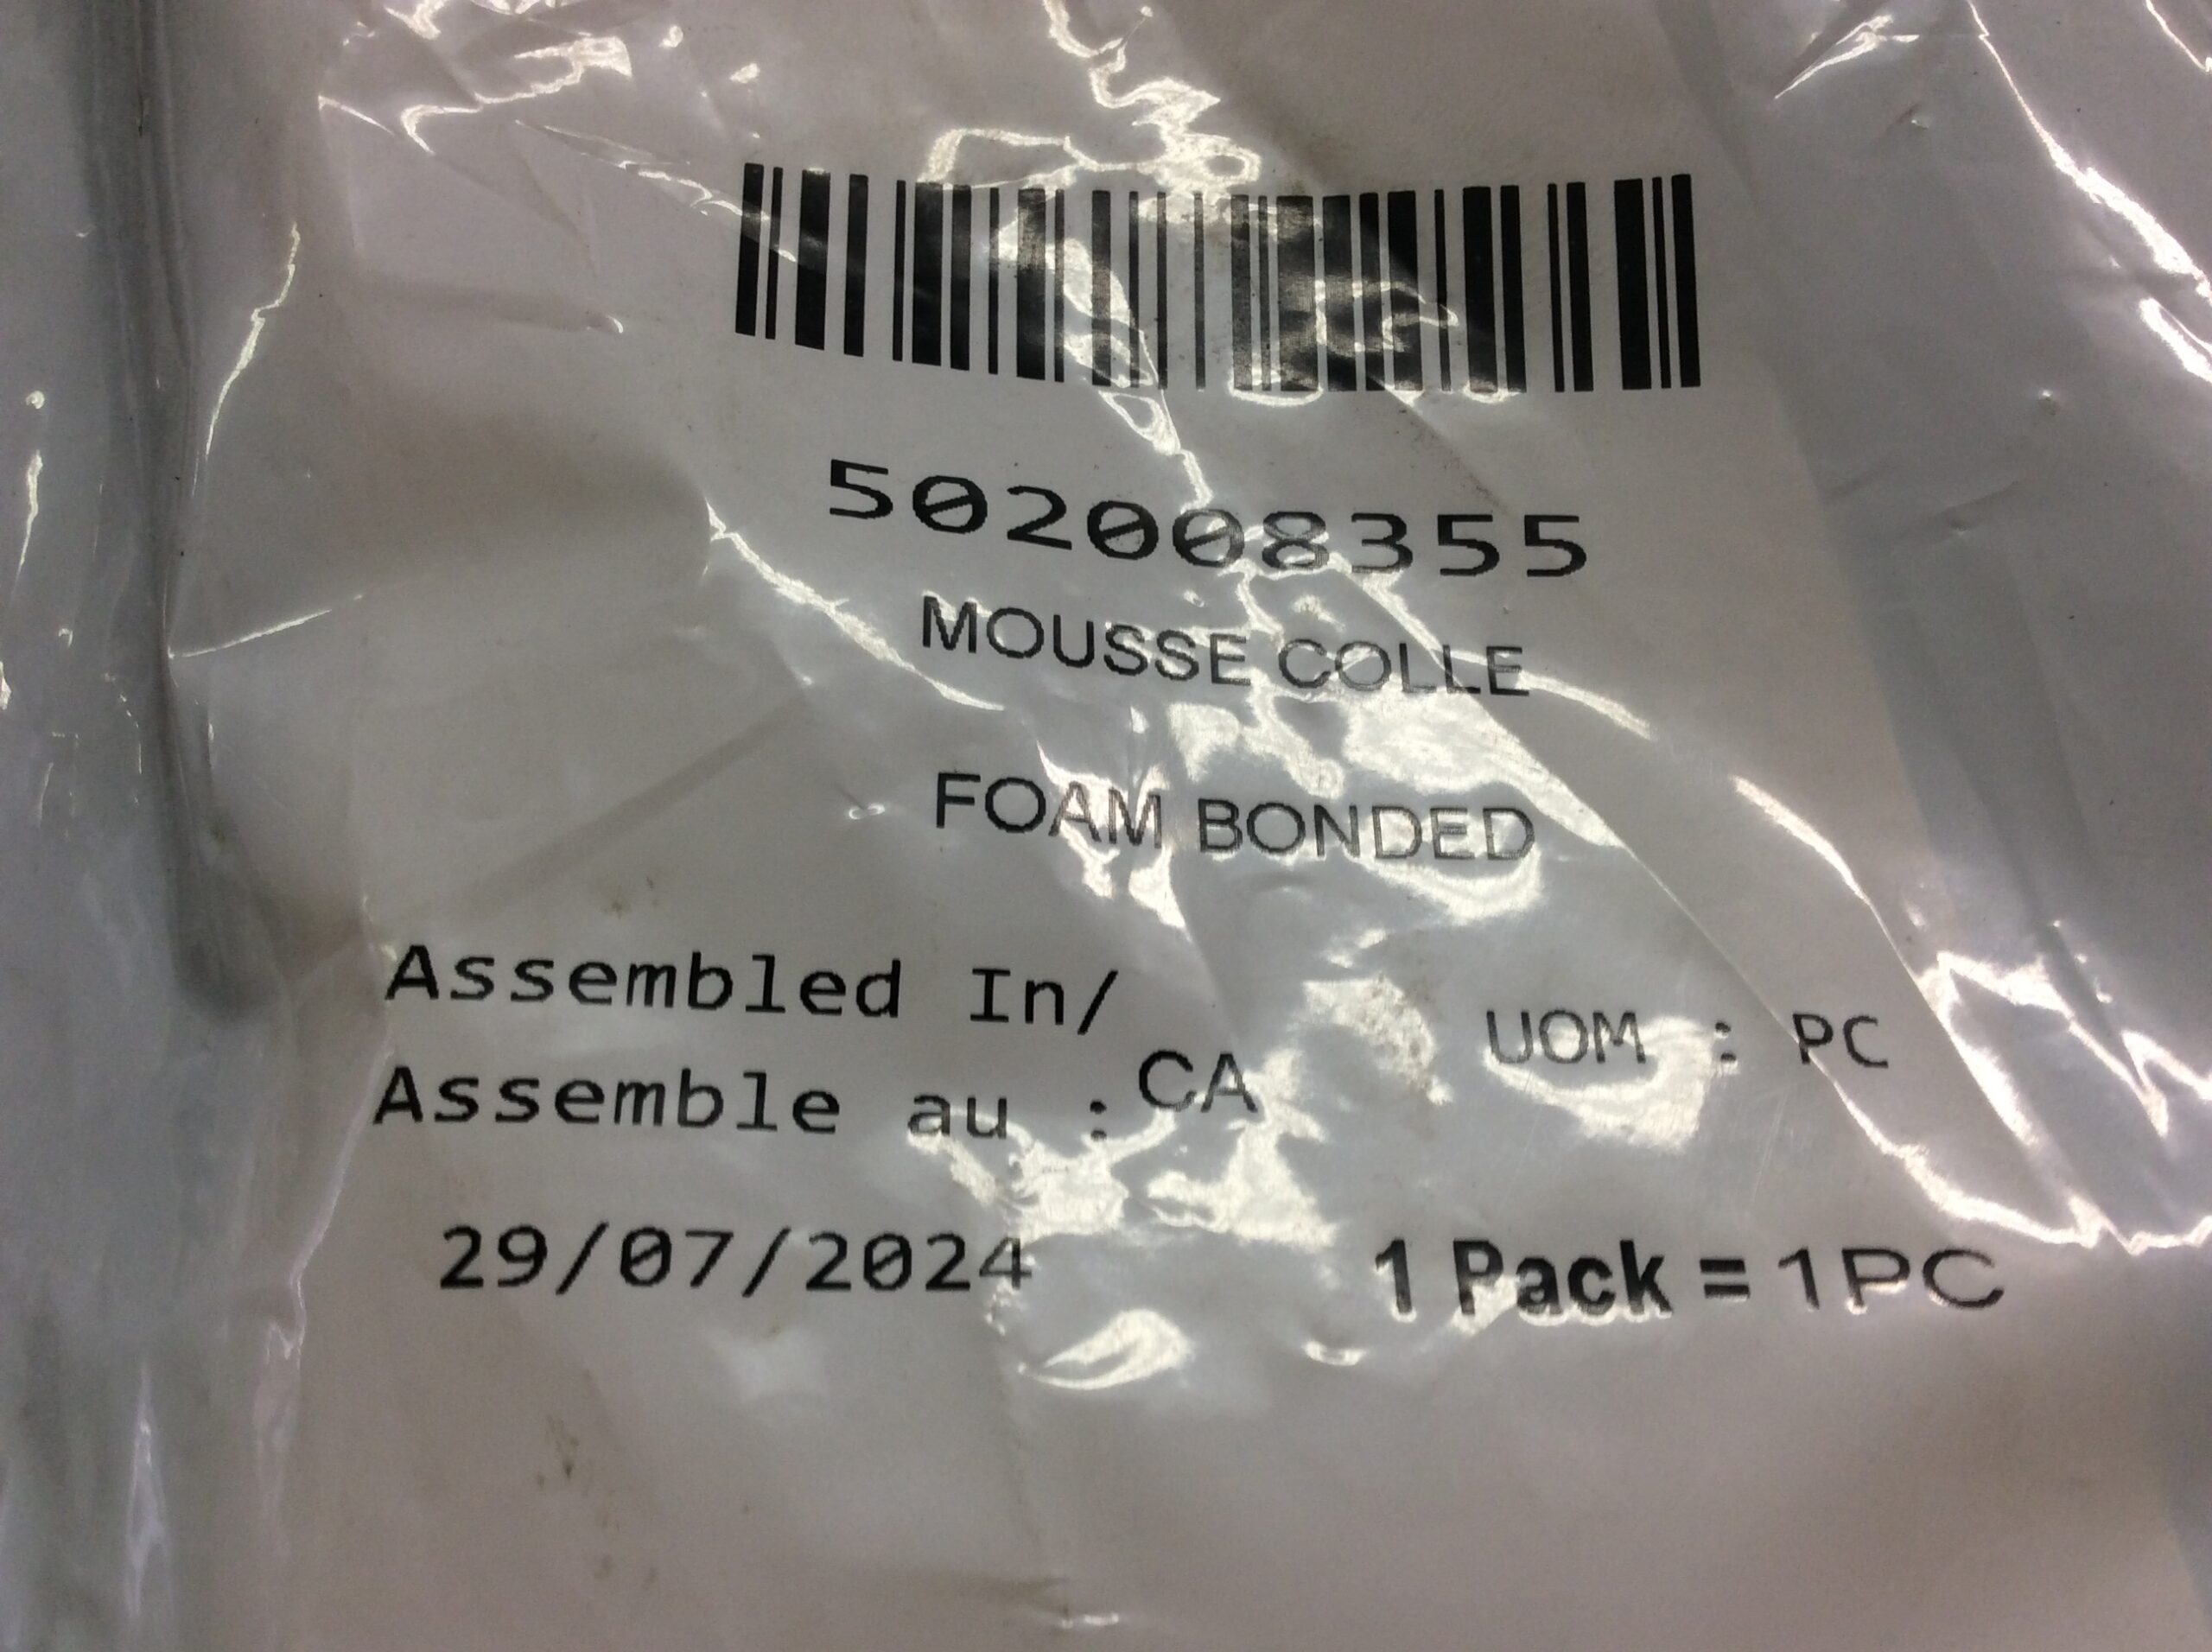 502008355
MOUSSE COLLE
FOAM BONDED
Assembled In/
Assemble au : CA
UOM : PC
29/07/2024
1 Pack = 1PC